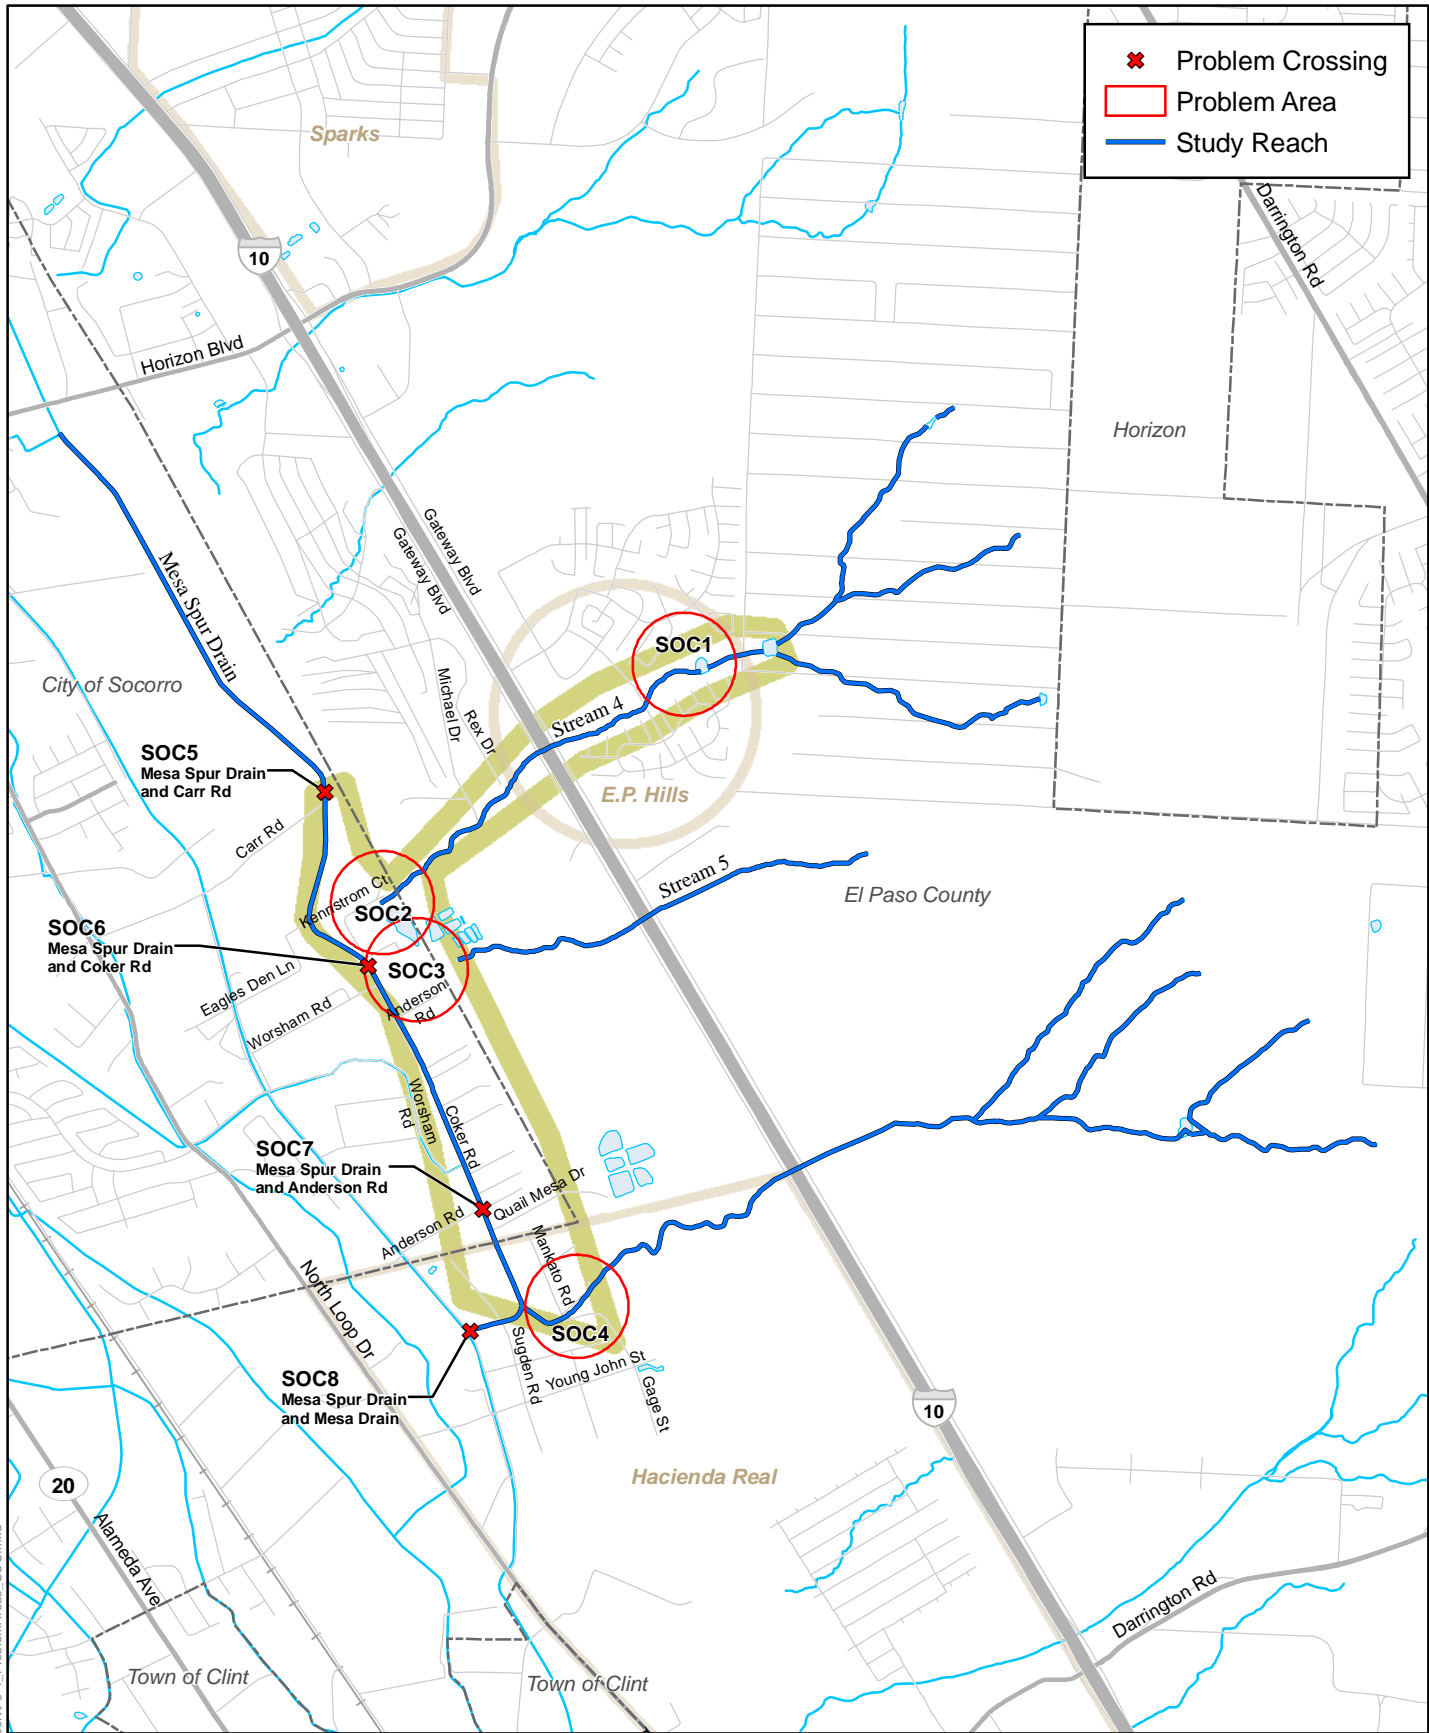 Problem Crossing
Problem Area
Study Reach
Sparks
Darrington Rd
10
Horizon Blvd
Horizon
Gateway Blvd
Gateway Blvd
Mesa Spur Drain
City of Socorro
SOC1
Michael Dr
Rex Dr
Stream 4
SOC5
Mesa Spur Drain
and Carr Rd
E.P. Hills
Carr Rd
Stream 5
El Paso County
Kennstrom Ct
SOC2
SOC6
Mesa Spur Drain
and Coker Rd
SOC3
Eagles Den Ln
Anderson
Rd
Worsham Rd
Worsham
Rd
Coker Rd
SOC7
Mesa Spur Drain
and Anderson Rd
Quail Mesa Dr
Anderson Rd
Mankato Rd
North Loop Dr
SOC4
Sugden Rd
Young John St
Gage St
SOC8
Mesa Spur Drain
and Mesa Drain
10
Hacienda Real
20
Alameda Ave
Darrington Rd
Town of Clint
Town of Clint